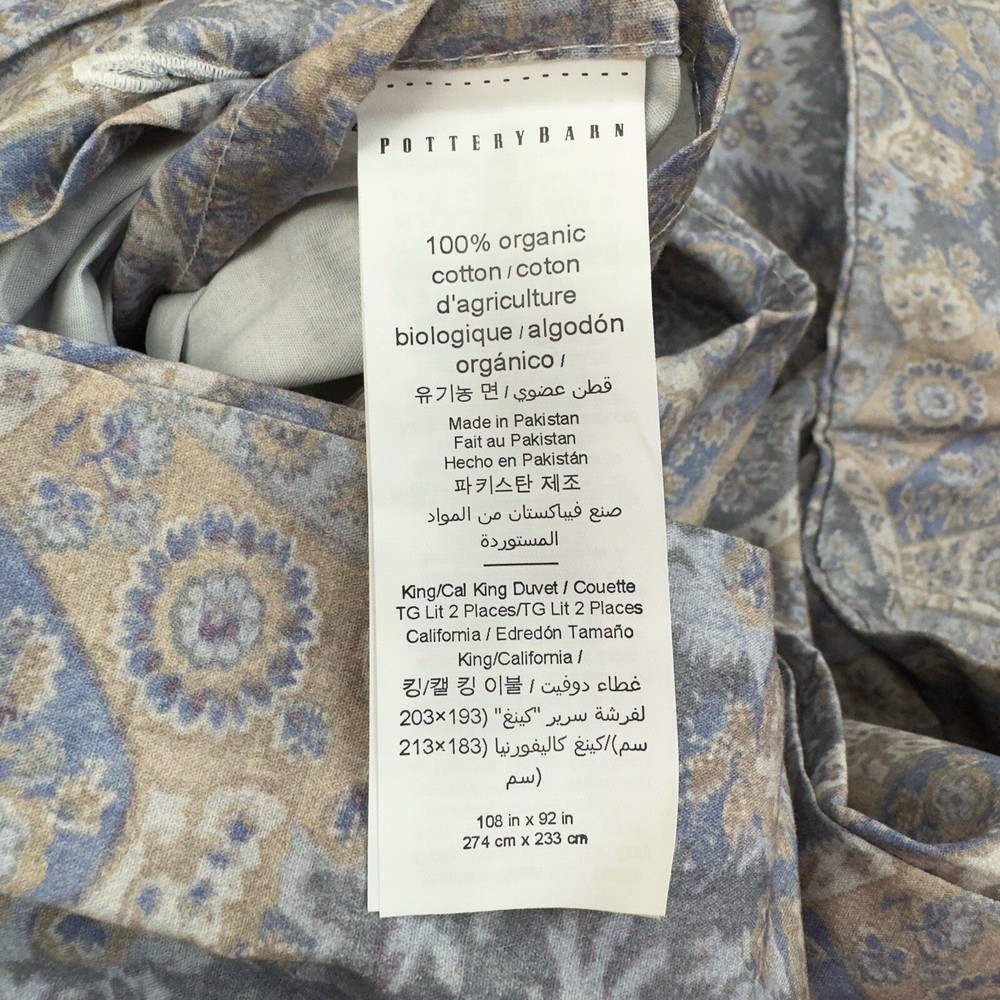 POTTERY BARN
100% organic
cotton / coton
d'agriculture
biologique / algodón
orgánico /
유기농 면 / قطن عضوي
Made in Pakistan
Fait au Pakistan
Hecho en Pakistán
파키스탄 제조
صنع فيباكستان من المواد
المستوردة
King/Cal King Duvet / Couette
TG Lit 2 Places/TG Lit 2 Places
California / Edredón Tamaño
King/California /
킹/캘 킹 이불 / غطاء دوفيت
لفرشة سرير "كينغ" (193×203
سم)/كينغ كاليفورنيا (183×213
سم)
108 in x 92 in
274 cm x 233 cm